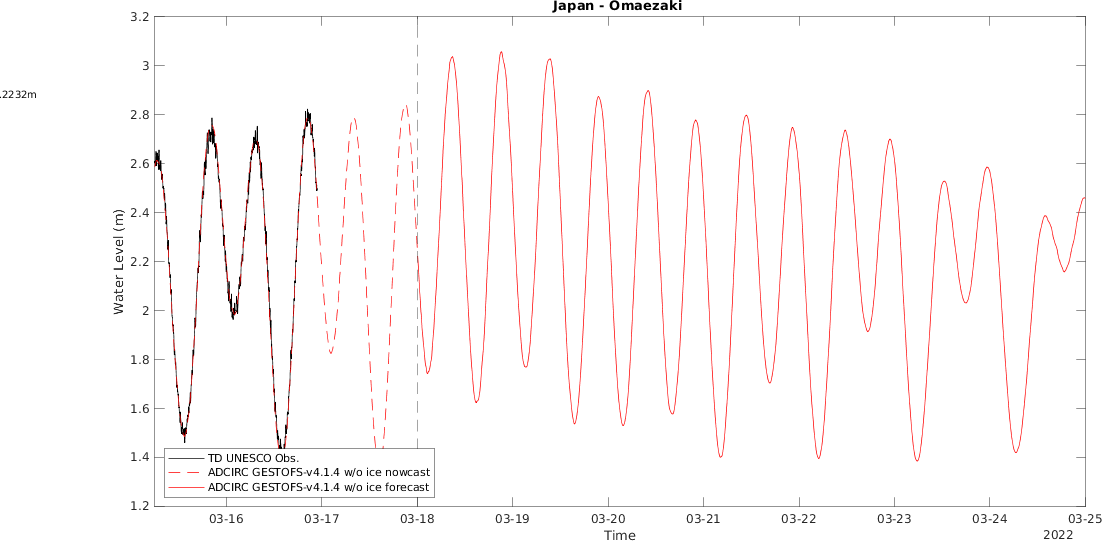 Japan - Omaezaki
.2232m
3.2
3
2.8
2.6
2.4
2.2
2
1.8
1.6
1.4
1.2
Water Level (m)
TD UNESCO Obs.
ADCIRC GESTOFS-v4.1.4 w/o ice nowcast
ADCIRC GESTOFS-v4.1.4 w/o ice forecast
03-16 03-17 03-18 03-19 03-20 03-21 03-22 03-23 03-24 03-25
Time
2022